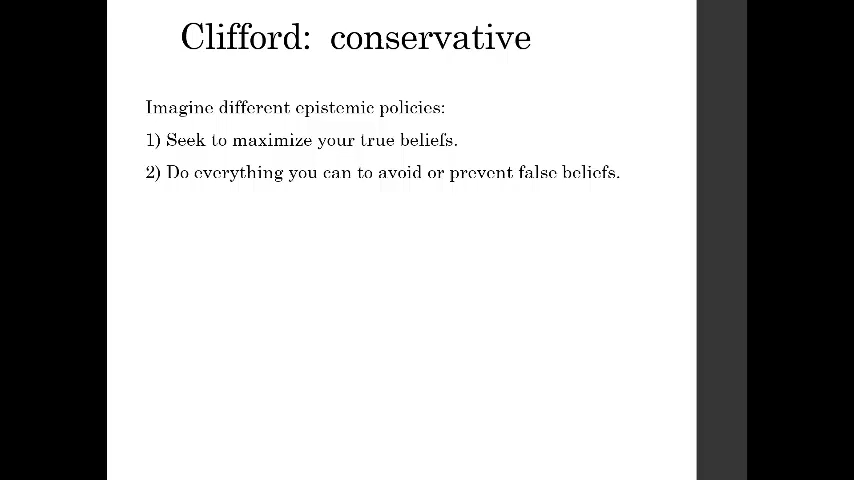 Clifford: conservative
Imagine different epistemic policies:
1) Seek to maximize your true beliefs.
2) Do everything you can to avoid or prevent false beliefs.